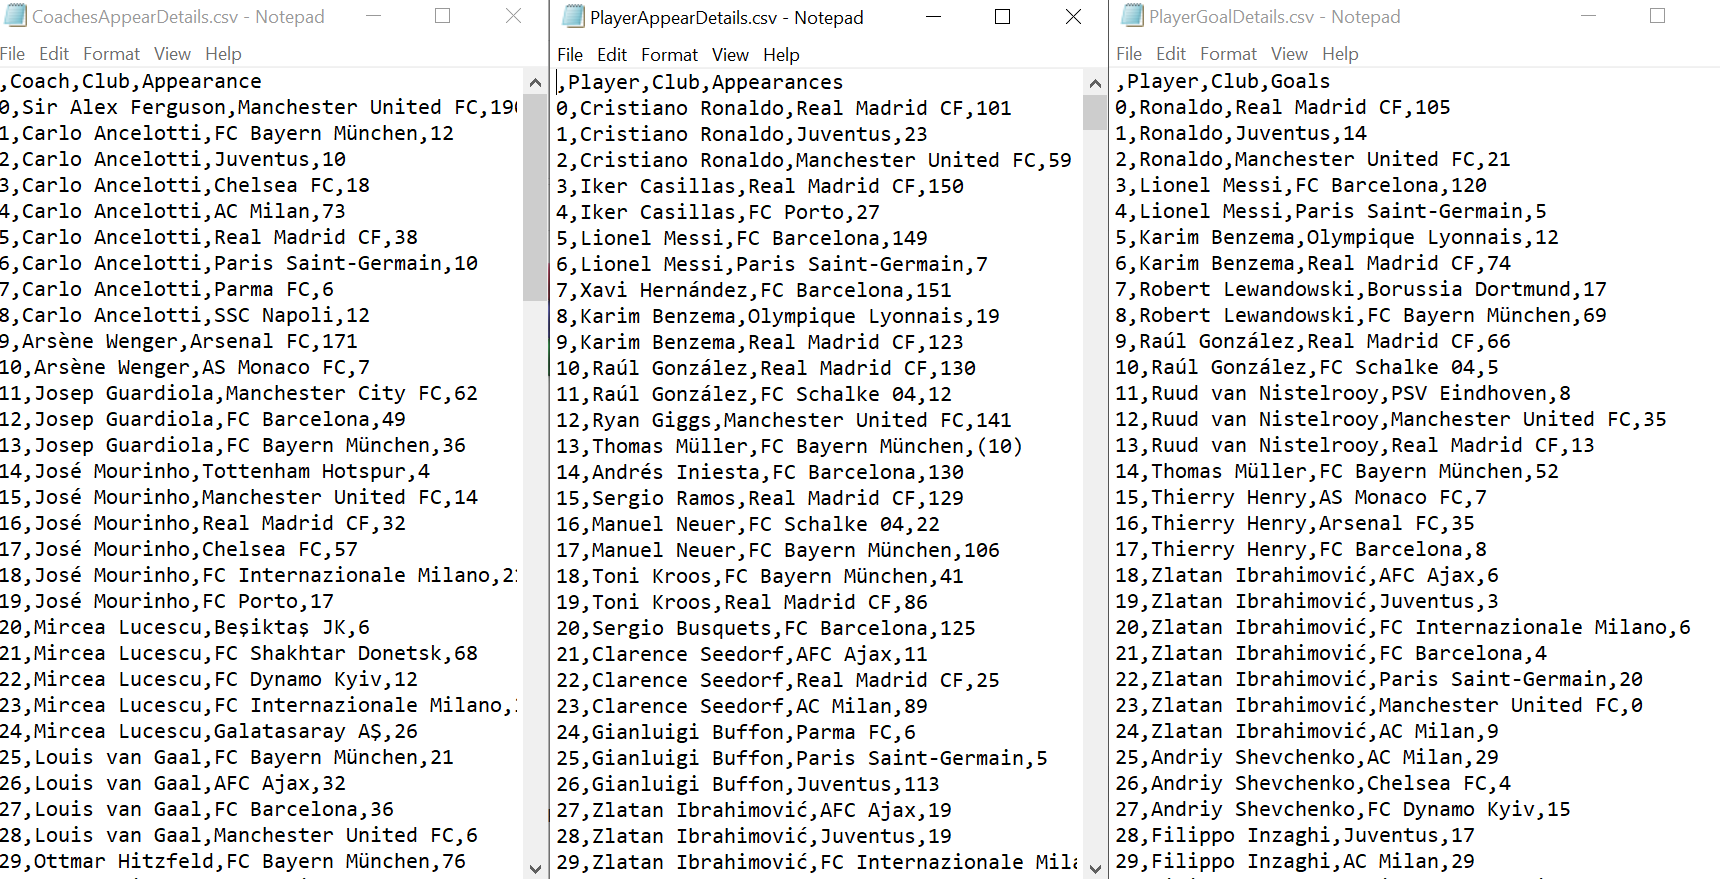 CoachesAppearDetails.csv - Notepad
File Edit Format View Help
,Coach,Club,Appearance
0,Sir Alex Ferguson,Manchester United FC,190
1,Carlo Ancelotti,FC Bayern München,12
2,Carlo Ancelotti,Juventus,10
3,Carlo Ancelotti,Chelsea FC,18
4,Carlo Ancelotti,AC Milan,73
5,Carlo Ancelotti,Real Madrid CF,38
6,Carlo Ancelotti,Paris Saint-Germain,10
7,Carlo Ancelotti,Parma FC,6
8,Carlo Ancelotti,SSC Napoli,12
9,Arsène Wenger,Arsenal FC,171
10,Arsène Wenger,AS Monaco FC,7
11,Josep Guardiola,Manchester City FC,62
12,Josep Guardiola,FC Barcelona,49
13,Josep Guardiola,FC Bayern München,36
14,José Mourinho,Tottenham Hotspur,4
15,José Mourinho,Manchester United FC,14
16,José Mourinho,Real Madrid CF,32
17,José Mourinho,Chelsea FC,57
18,José Mourinho,FC Internazionale Milano,21
19,José Mourinho,FC Porto,17
20,Mircea Lucescu,Beşiktaş JK,6
21,Mircea Lucescu,FC Shakhtar Donetsk,68
22,Mircea Lucescu,FC Dynamo Kyiv,12
23,Mircea Lucescu,FC Internazionale Milano,
24,Mircea Lucescu,Galatasaray AŞ,26
25,Louis van Gaal,FC Bayern München,21
26,Louis van Gaal,AFC Ajax,32
27,Louis van Gaal,FC Barcelona,36
28,Louis van Gaal,Manchester United FC,6
29,Ottmar Hitzfeld,FC Bayern München,76
PlayerAppearDetails.csv - Notepad
File Edit Format View Help
,Player,Club,Appearances
0,Cristiano Ronaldo,Real Madrid CF,101
1,Cristiano Ronaldo,Juventus,23
2,Cristiano Ronaldo,Manchester United FC,59
3,Iker Casillas,Real Madrid CF,150
4,Iker Casillas,FC Porto,27
5,Lionel Messi,FC Barcelona,149
6,Lionel Messi,Paris Saint-Germain,7
7,Xavi Hernández,FC Barcelona,151
8,Karim Benzema,Olympique Lyonnais,19
9,Karim Benzema,Real Madrid CF,123
10,Raúl González,Real Madrid CF,130
11,Raúl González,FC Schalke 04,12
12,Ryan Giggs,Manchester United FC,141
13,Thomas Müller,FC Bayern München,(10)
14,Andrés Iniesta,FC Barcelona,130
15,Sergio Ramos,Real Madrid CF,129
16,Manuel Neuer,FC Schalke 04,22
17,Manuel Neuer,FC Bayern München,106
18,Toni Kroos,FC Bayern München,41
19,Toni Kroos,Real Madrid CF,86
20,Sergio Busquets,FC Barcelona,125
21,Clarence Seedorf,AFC Ajax,11
22,Clarence Seedorf,Real Madrid CF,25
23,Clarence Seedorf,AC Milan,89
24,Gianluigi Buffon,Parma FC,6
25,Gianluigi Buffon,Paris Saint-Germain,5
26,Gianluigi Buffon,Juventus,113
27,Zlatan Ibrahimović,AFC Ajax,19
28,Zlatan Ibrahimović,Juventus,19
29,Zlatan Ibrahimović,FC Internazionale Mila
PlayerGoalDetails.csv - Notepad
File Edit Format View Help
,Player,Club,Goals
0,Ronaldo,Real Madrid CF,105
1,Ronaldo,Juventus,14
2,Ronaldo,Manchester United FC,21
3,Lionel Messi,FC Barcelona,120
4,Lionel Messi,Paris Saint-Germain,5
5,Karim Benzema,Olympique Lyonnais,12
6,Karim Benzema,Real Madrid CF,74
7,Robert Lewandowski,Borussia Dortmund,17
8,Robert Lewandowski,FC Bayern München,69
9,Raúl González,Real Madrid CF,66
10,Raúl González,FC Schalke 04,5
11,Ruud van Nistelrooy,PSV Eindhoven,8
12,Ruud van Nistelrooy,Manchester United FC,35
13,Ruud van Nistelrooy,Real Madrid CF,13
14,Thomas Müller,FC Bayern München,52
15,Thierry Henry,AS Monaco FC,7
16,Thierry Henry,Arsenal FC,35
17,Thierry Henry,FC Barcelona,8
18,Zlatan Ibrahimović,AFC Ajax,6
19,Zlatan Ibrahimović,Juventus,3
20,Zlatan Ibrahimović,FC Internazionale Milano,6
21,Zlatan Ibrahimović,FC Barcelona,4
22,Zlatan Ibrahimović,Paris Saint-Germain,20
23,Zlatan Ibrahimović,Manchester United FC,0
24,Zlatan Ibrahimović,AC Milan,9
25,Andriy Shevchenko,AC Milan,29
26,Andriy Shevchenko,Chelsea FC,4
27,Andriy Shevchenko,FC Dynamo Kyiv,15
28,Filippo Inzaghi,Juventus,17
29,Filippo Inzaghi,AC Milan,29